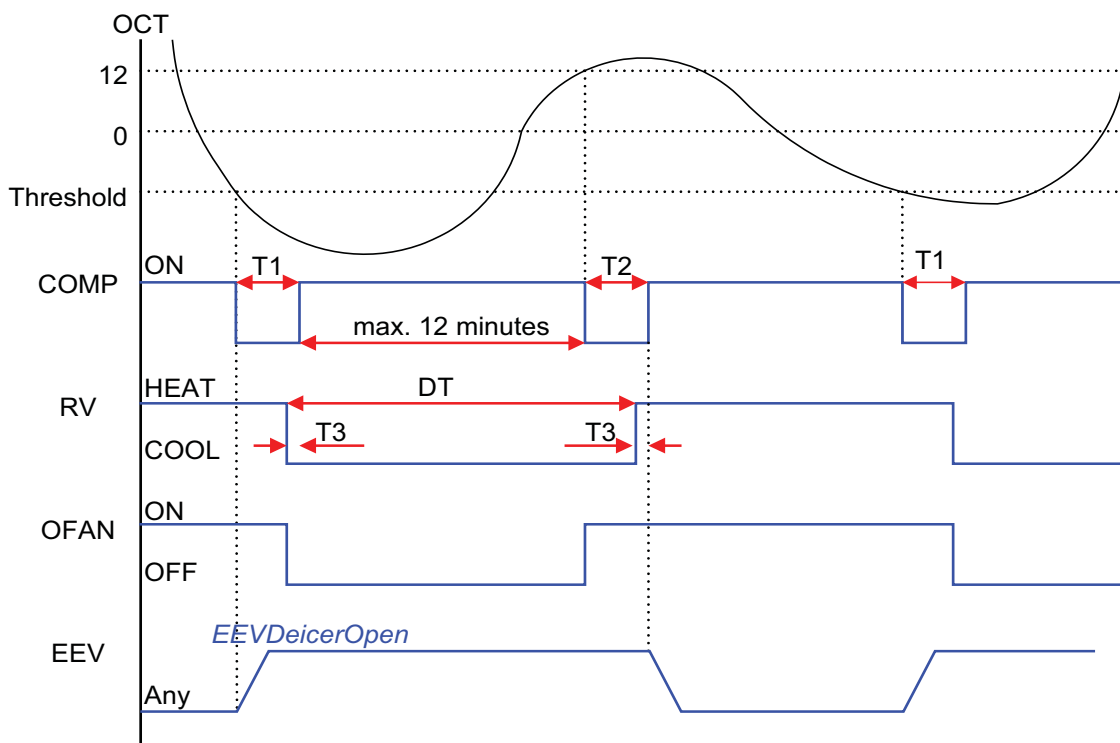 OCT
12
0
Threshold
ON
COMP
T1
T2
T1
max. 12 minutes
HEAT
RV
DT
T3
T3
COOL
ON
OFAN
OFF
EEVDeicerOpen
EEV
Any